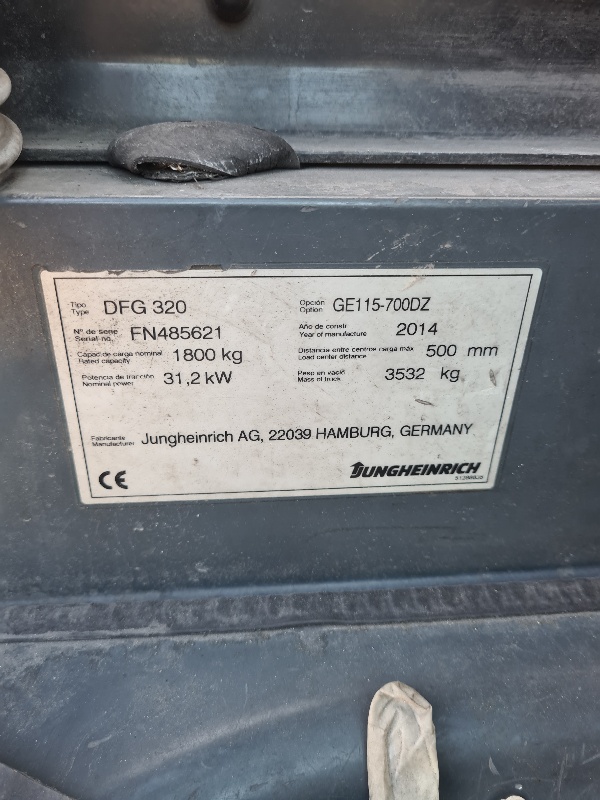 Tipo
Type DFG 320
Opción
Option GE115-700DZ
Nº de serie
Serial no. FN485621
Año de constr
Year of manufacture 2014
Capac de carga nominal
Rated capacity 1800 kg
Distancia entre centros carga máx
Load center distance 500 mm
Potencia de tracción
Nominal power 31,2 kW
Peso en vacío
Mass of truck 3532 kg
Fabricante
Manufacturer Jungheinrich AG, 22039 HAMBURG, GERMANY
CE
JUNGHEINRICH